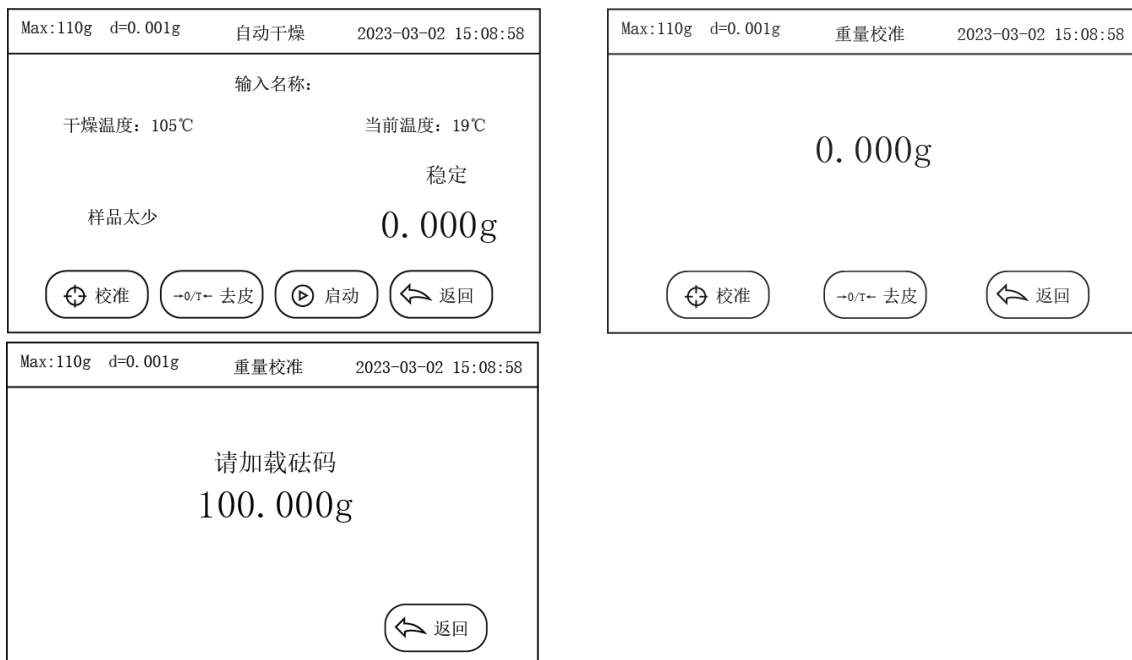 Max:110g d=0.001g 自动干燥 2023-03-02 15:08:58
输入名称：
干燥温度：105℃ 当前温度：19℃
稳定
样品太少 0.000g
校准 →0/T← 去皮 启动 返回
Max:110g d=0.001g 重量校准 2023-03-02 15:08:58
0.000g
校准 →0/T← 去皮 返回
Max:110g d=0.001g 重量校准 2023-03-02 15:08:58
请加载砝码
100.000g
返回